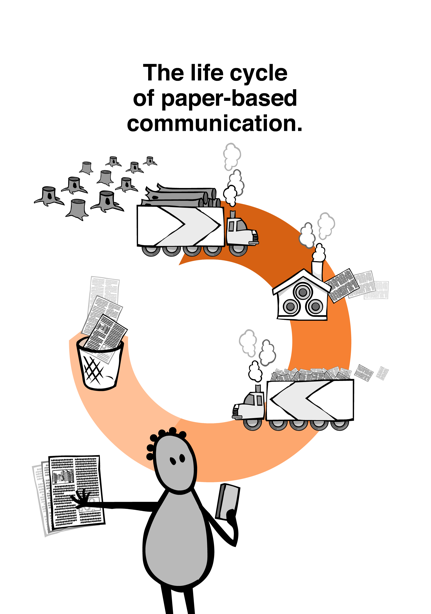 The life cycle
of paper-based
communication.